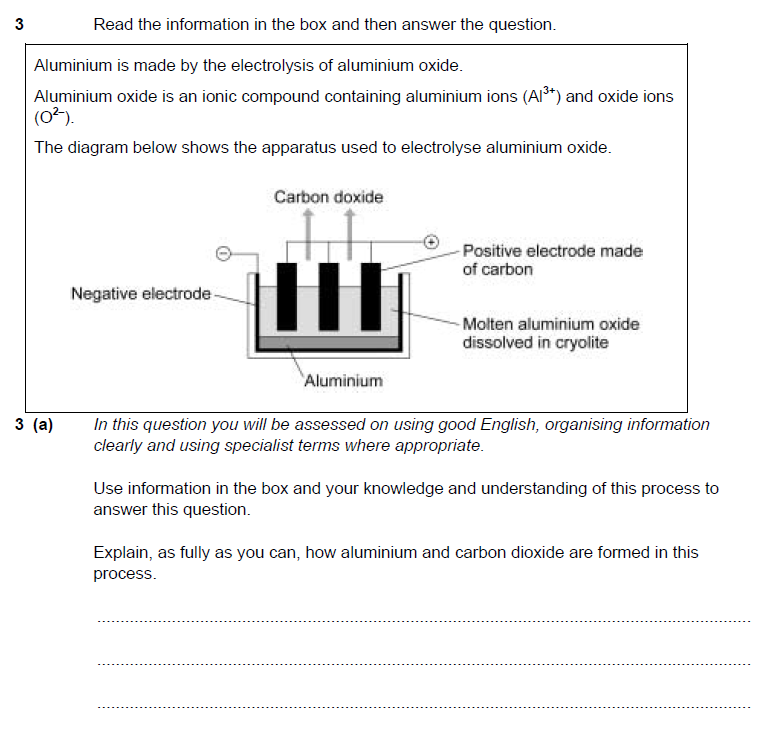 3 Read the information in the box and then answer the question.
Aluminium is made by the electrolysis of aluminium oxide.
Aluminium oxide is an ionic compound containing aluminium ions (Al³⁺) and oxide ions
(O²⁻).
The diagram below shows the apparatus used to electrolyse aluminium oxide.
Carbon doxide
−
+
Positive electrode made
of carbon
Negative electrode
Molten aluminium oxide
dissolved in cryolite
Aluminium
3 (a) In this question you will be assessed on using good English, organising information
clearly and using specialist terms where appropriate.
Use information in the box and your knowledge and understanding of this process to
answer this question.
Explain, as fully as you can, how aluminium and carbon dioxide are formed in this
process.